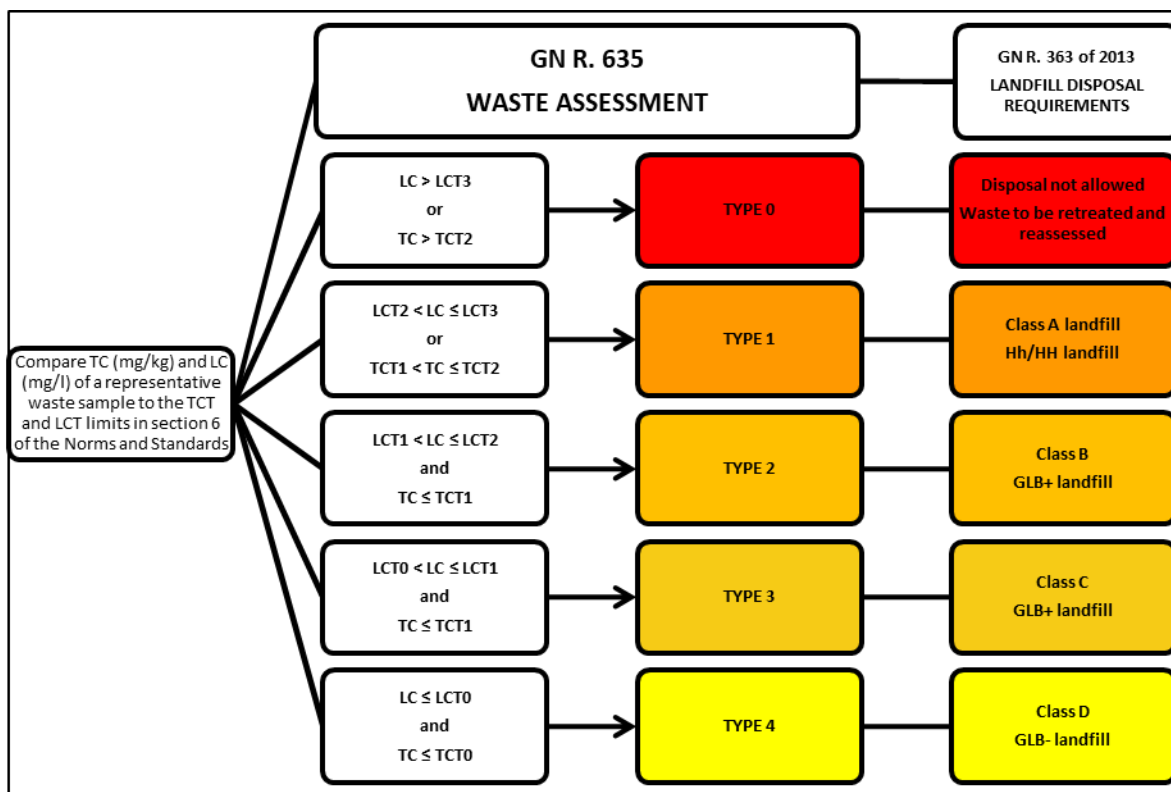 GN R. 635
WASTE ASSESSMENT
GN R. 363 of 2013
LANDFILL DISPOSAL
REQUIREMENTS
Compare TC (mg/kg) and LC
(mg/l) of a representative
waste sample to the TCT
and LCT limits in section 6
of the Norms and Standards
LC > LCT3
or
TC > TCT2
TYPE 0
Disposal not allowed
Waste to be retreated and
reassessed
LCT2 < LC ≤ LCT3
or
TCT1 < TC ≤ TCT2
TYPE 1
Class A landfill
Hh/HH landfill
LCT1 < LC ≤ LCT2
and
TC ≤ TCT1
TYPE 2
Class B
GLB+ landfill
LCT0 < LC ≤ LCT1
and
TC ≤ TCT1
TYPE 3
Class C
GLB+ landfill
LC ≤ LCT0
and
TC ≤ TCT0
TYPE 4
Class D
GLB- landfill